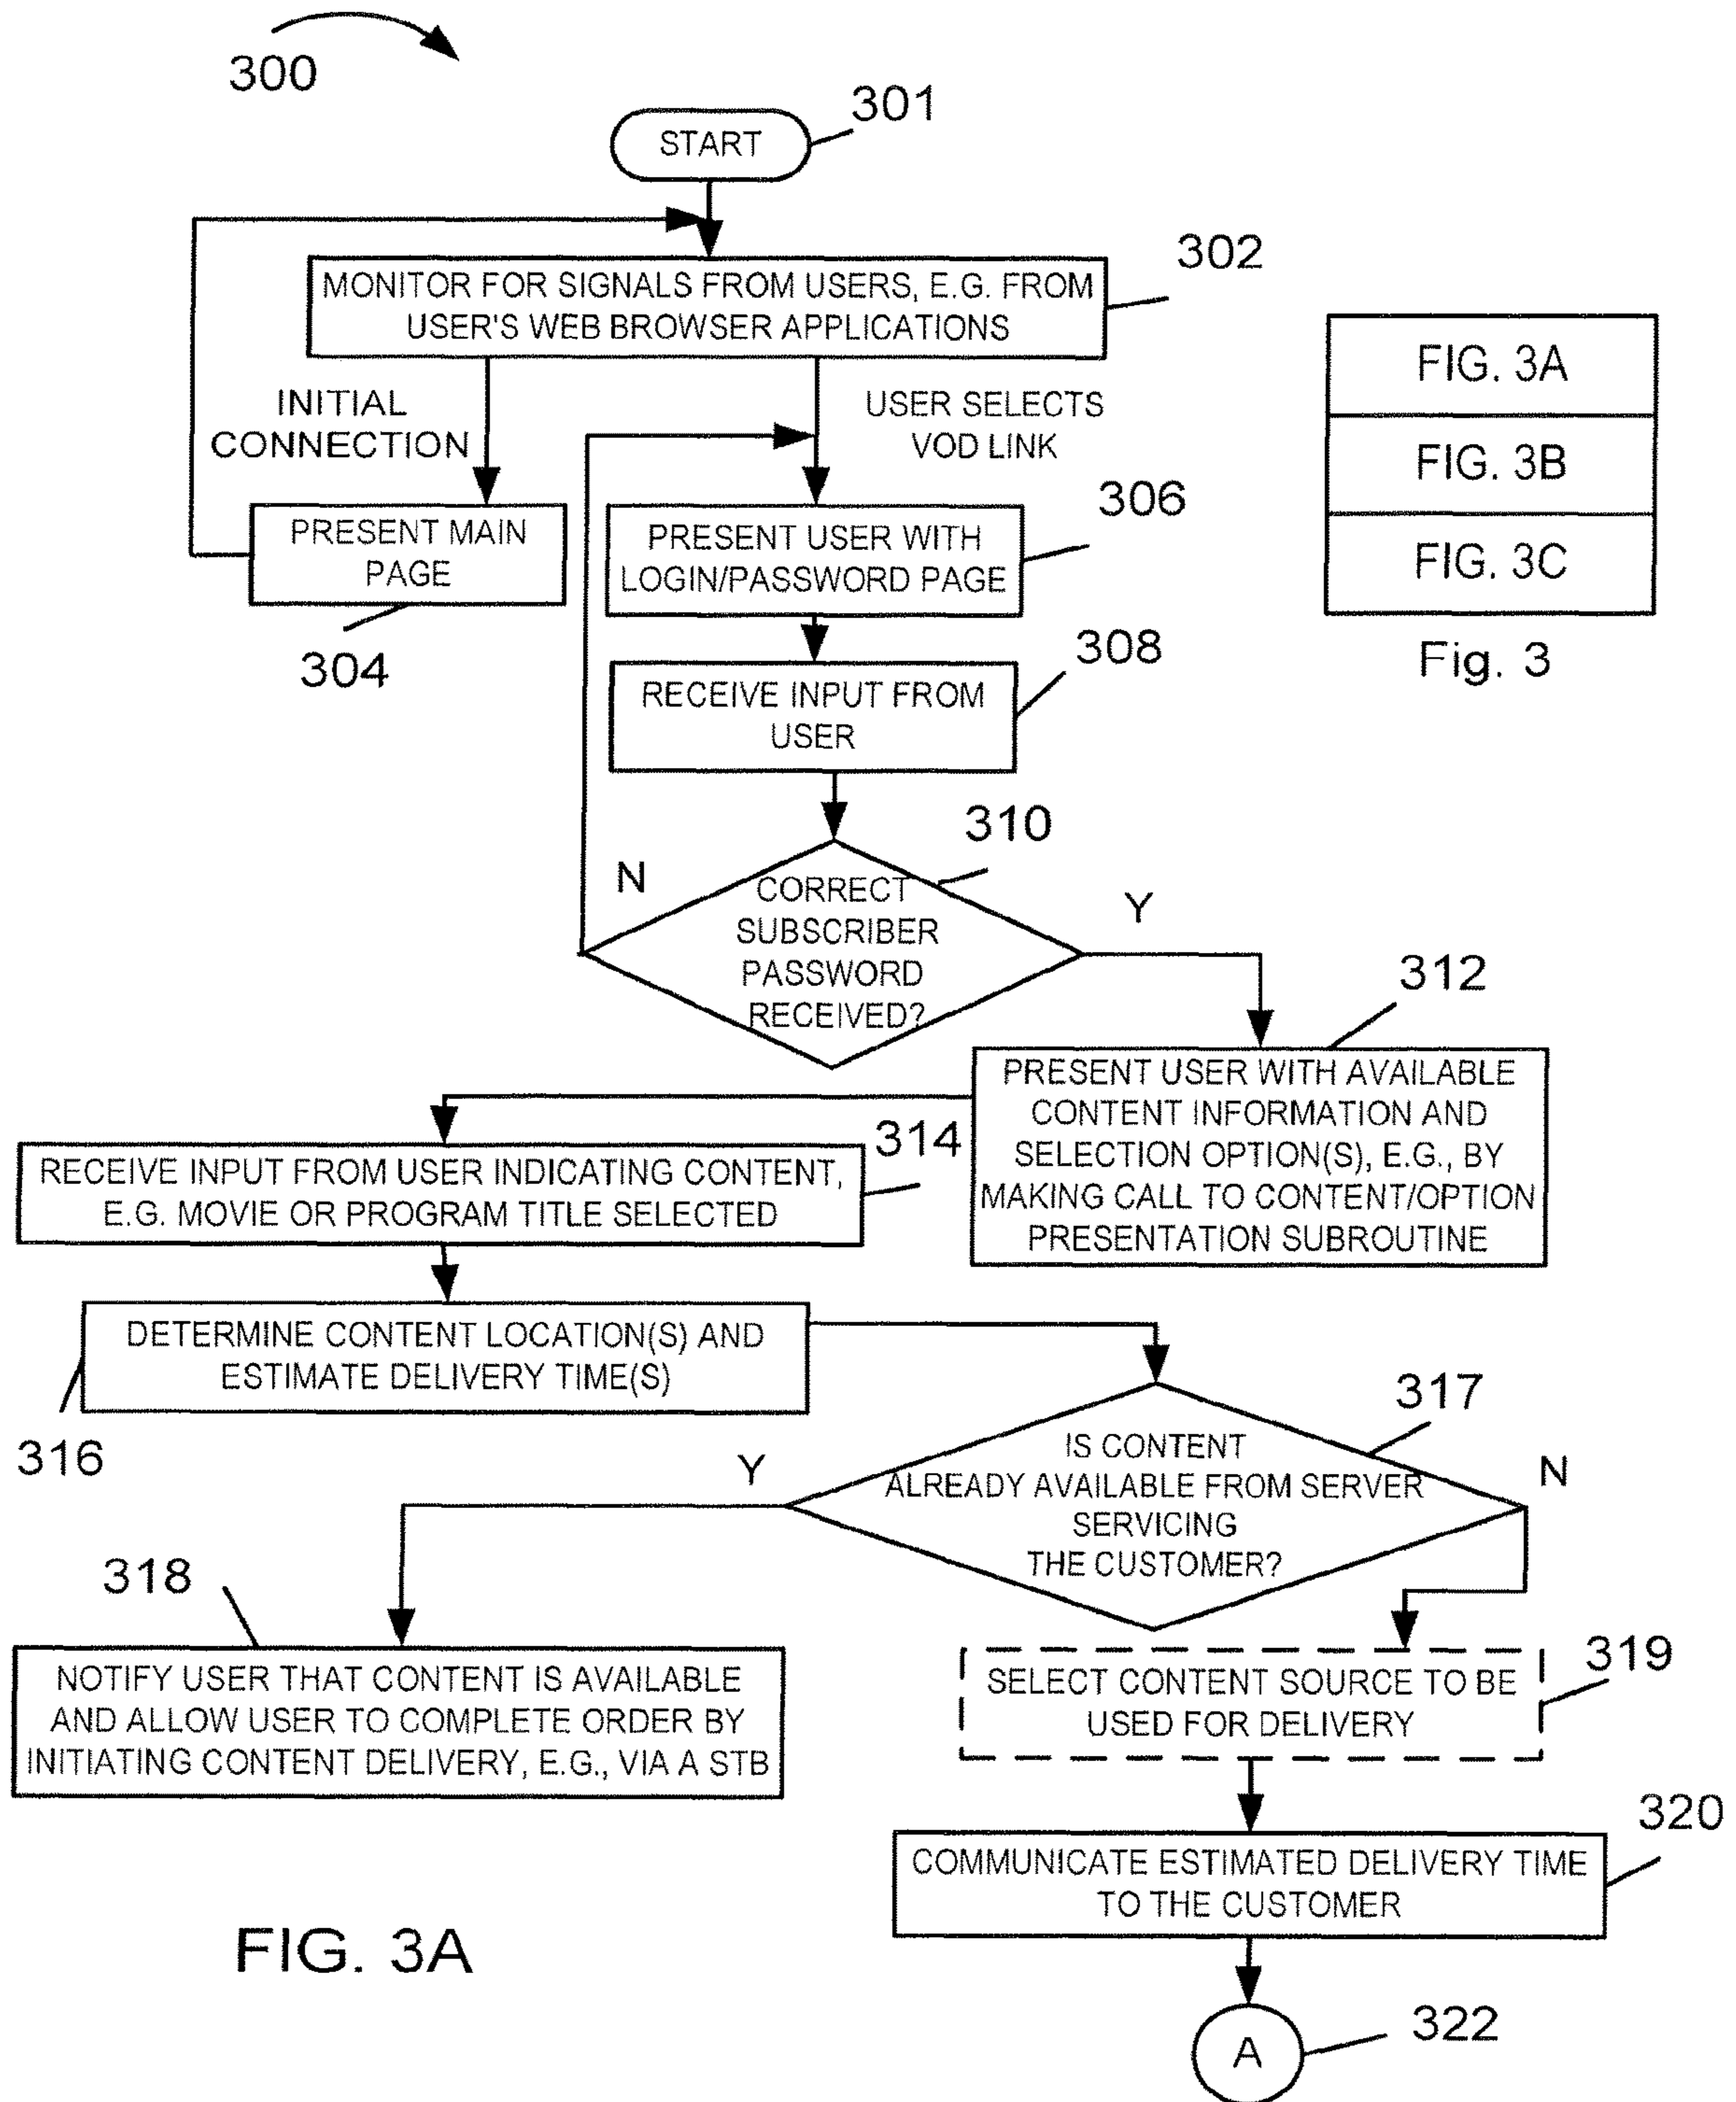 300
301
START
302
MONITOR FOR SIGNALS FROM USERS, E.G. FROM
USER'S WEB BROWSER APPLICATIONS
INITIAL
CONNECTION
USER SELECTS
VOD LINK
FIG. 3A
FIG. 3B
FIG. 3C
Fig. 3
PRESENT MAIN
PAGE
304
306
PRESENT USER WITH
LOGIN/PASSWORD PAGE
308
RECEIVE INPUT FROM
USER
310
N
CORRECT
SUBSCRIBER
PASSWORD
RECEIVED?
Y
312
PRESENT USER WITH AVAILABLE
CONTENT INFORMATION AND
SELECTION OPTION(S), E.G., BY
MAKING CALL TO CONTENT/OPTION
PRESENTATION SUBROUTINE
314
RECEIVE INPUT FROM USER INDICATING CONTENT,
E.G. MOVIE OR PROGRAM TITLE SELECTED
DETERMINE CONTENT LOCATION(S) AND
ESTIMATE DELIVERY TIME(S)
316
317
Y
IS CONTENT
ALREADY AVAILABLE FROM SERVER
SERVICING
THE CUSTOMER?
N
318
NOTIFY USER THAT CONTENT IS AVAILABLE
AND ALLOW USER TO COMPLETE ORDER BY
INITIATING CONTENT DELIVERY, E.G., VIA A STB
319
SELECT CONTENT SOURCE TO BE
USED FOR DELIVERY
320
COMMUNICATE ESTIMATED DELIVERY TIME
TO THE CUSTOMER
FIG. 3A
A
322